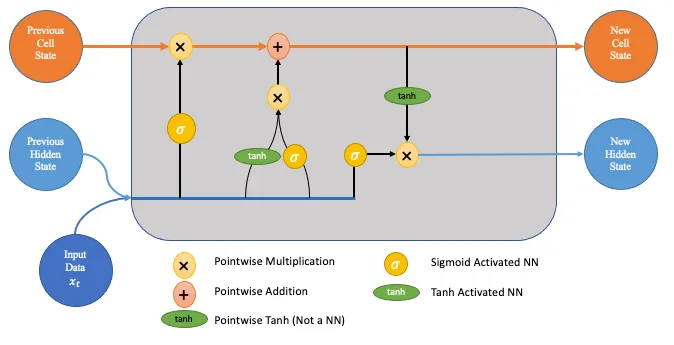 Previous
Cell
State
New
Cell
State
×
+
×
tanh
σ
Previous
Hidden
State
tanh
σ
σ
×
New
Hidden
State
Input
Data
xₜ
× Pointwise Multiplication
σ Sigmoid Activated NN
+ Pointwise Addition
tanh Tanh Activated NN
tanh Pointwise Tanh (Not a NN)